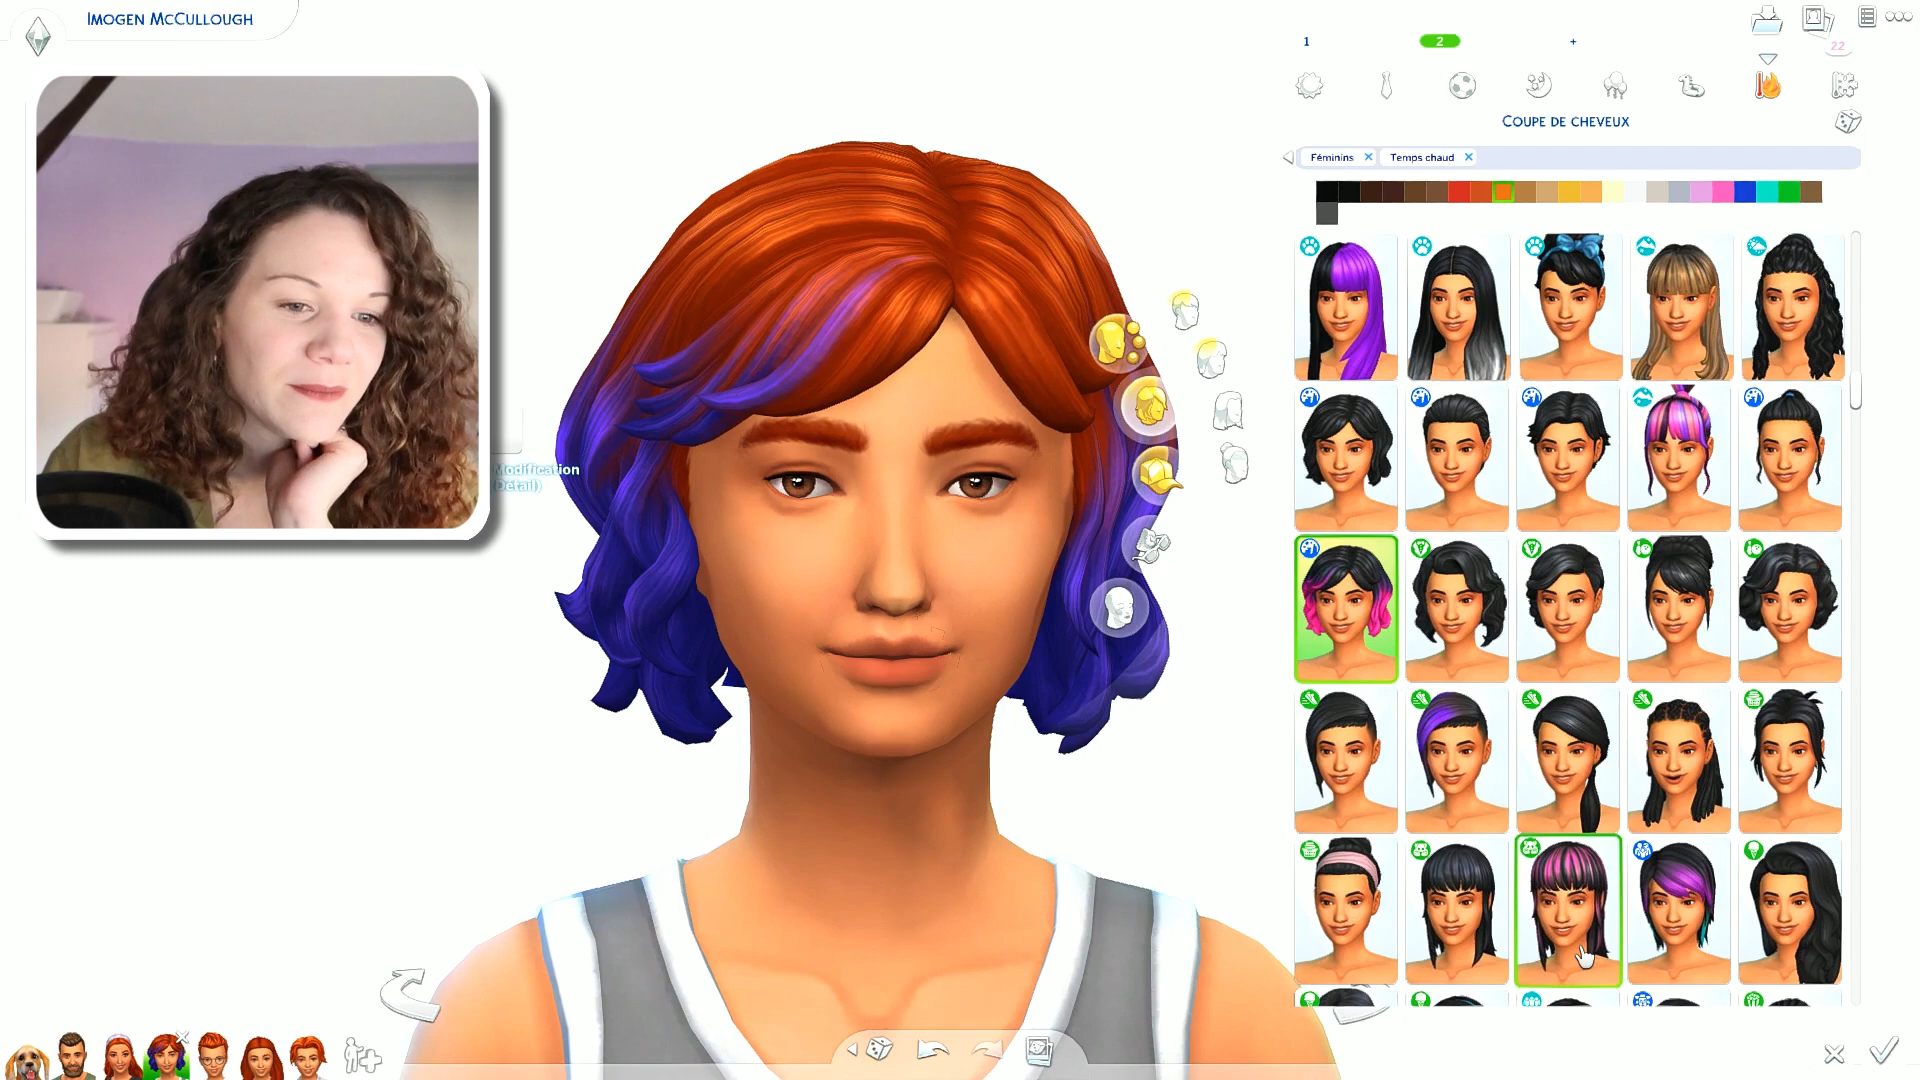 Imogen McCullough
1
2
+
22
Coupe de cheveux
Féminins
Temps chaud
Modification
Détail)